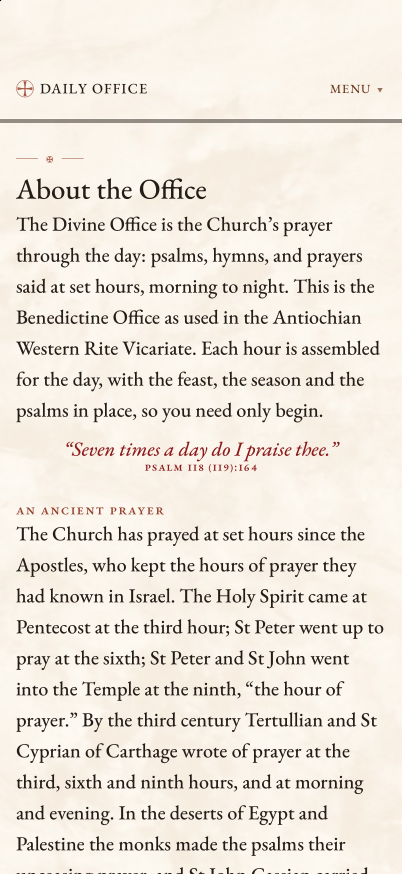 DAILY OFFICE
MENU ▼
About the Office
The Divine Office is the Church’s prayer
through the day: psalms, hymns, and prayers
said at set hours, morning to night. This is the
Benedictine Office as used in the Antiochian
Western Rite Vicariate. Each hour is assembled
for the day, with the feast, the season and the
psalms in place, so you need only begin.
“Seven times a day do I praise thee.”
PSALM 118 (119):164
AN ANCIENT PRAYER
The Church has prayed at set hours since the
Apostles, who kept the hours of prayer they
had known in Israel. The Holy Spirit came at
Pentecost at the third hour; St Peter went up to
pray at the sixth; St Peter and St John went
into the Temple at the ninth, “the hour of
prayer.” By the third century Tertullian and St
Cyprian of Carthage wrote of prayer at the
third, sixth and ninth hours, and at morning
and evening. In the deserts of Egypt and
Palestine the monks made the psalms their
unceasing prayer, and St John Cassian carried